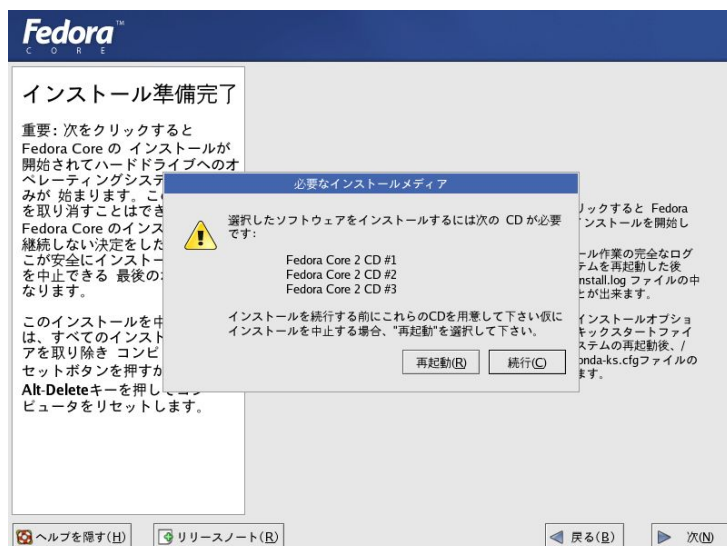 Fedora™
CORE
インストール準備完了
重要: 次をクリックすると
Fedora Core の インストールが
開始されてハードドライブへのオ
ペレーティングシステ
みが 始まります。こ
を取り消すことはでき
Fedora Core のインス
継続しない決定をした
こが安全にインストー
を中止できる 最後の
なります。
このインストールを中
は、すべてのインスト
アを取り除き コンピ
セットボタンを押すか
Alt-Deleteキーを押して
ピュータをリセットします。
必要なインストールメディア
選択したソフトウェアをインストールするには次の CD が必要
です:
Fedora Core 2 CD #1
Fedora Core 2 CD #2
Fedora Core 2 CD #3
インストールを続行する前にこれらのCDを用意して下さい仮に
インストールを中止する場合、"再起動"を選択して下さい。
再起動(R)
続行(C)
リックすると Fedora
インストールを開始し
ール作業の完全なログ
テムを再起動した後
nstall.log ファイルの中
とが出来ます。
インストールオプショ
キックスタートファイ
ステムの再起動後、/
onda-ks.cfgファイルの
ます。
ヘルプを隠す(H)
リリースノート(R)
戻る(B)
次(N)